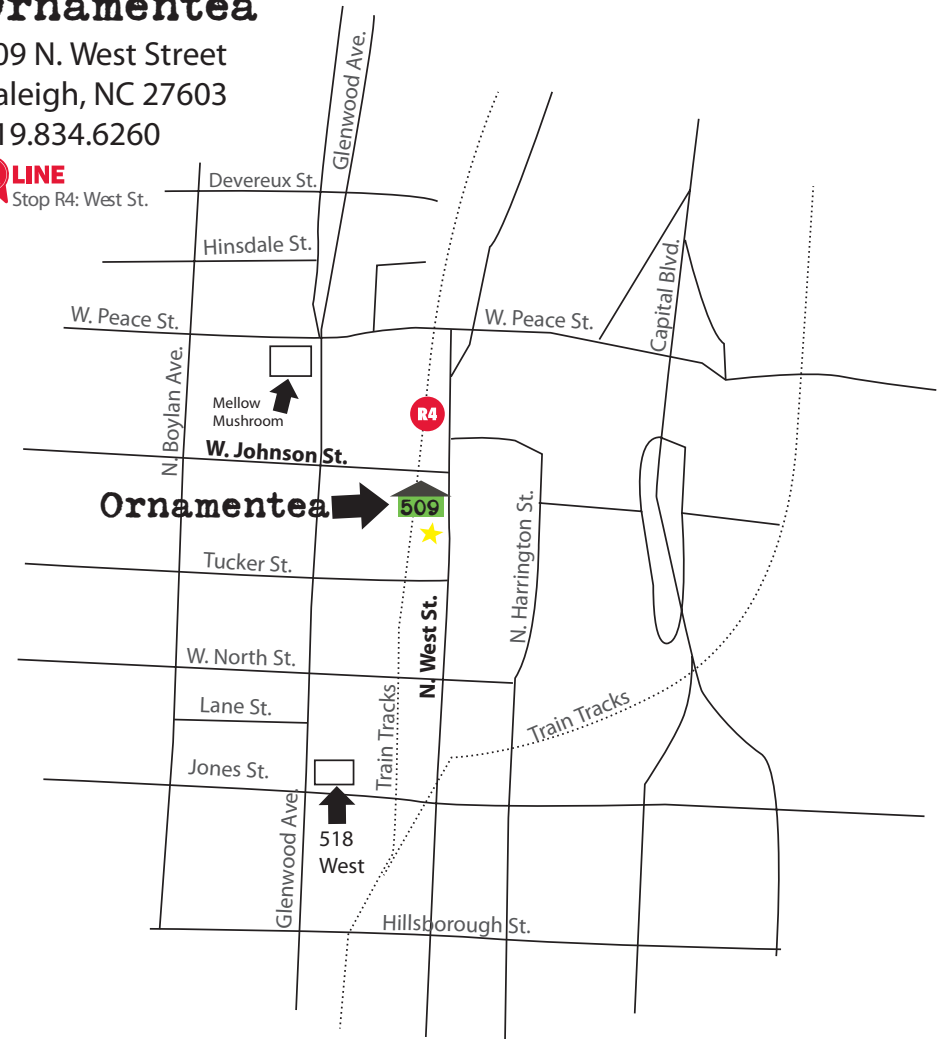 Ornamentea
09 N. West Street
aleigh, NC 27603
19.834.6260
LINE
Stop R4: West St.
Glenwood Ave.
Devereux St.
Hinsdale St.
W. Peace St.
W. Peace St.
Capital Blvd.
N. Boylan Ave.
Mellow
Mushroom
R4
W. Johnson St.
Ornamentea
509
N. Harrington St.
Tucker St.
N. West St.
W. North St.
Lane St.
Train Tracks
Train Tracks
Jones St.
Glenwood Ave.
518
West
Hillsborough St.